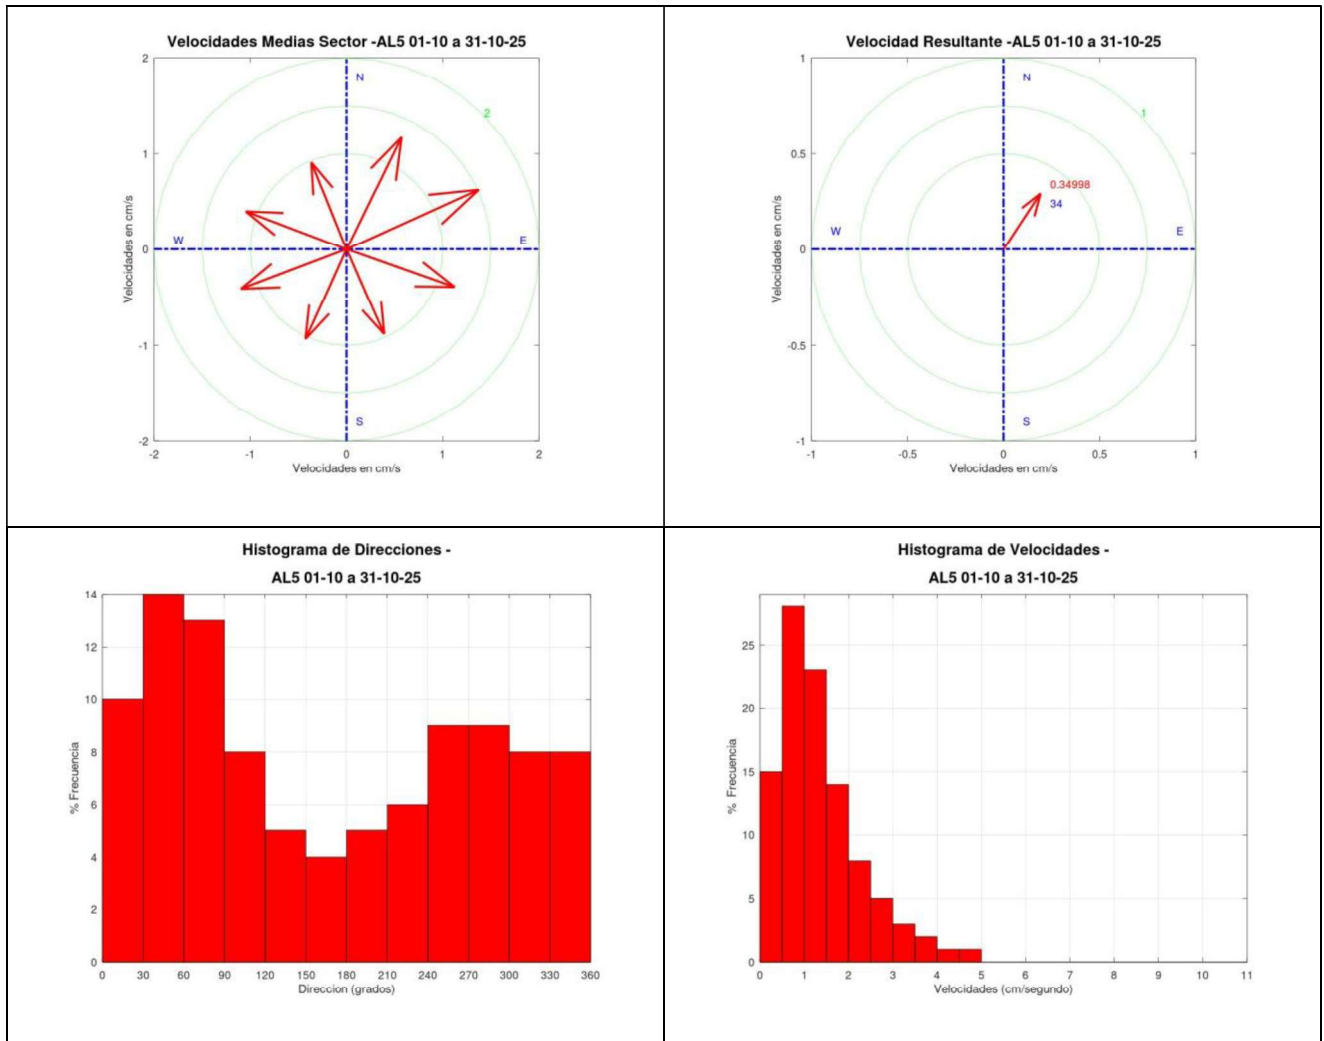 Velocidades Medias Sector -AL5 01-10 a 31-10-25
2
1
0
-1
-2
-2
-1
0
1
2
N
2
W
E
S
Velocidades en cm/s
Velocidades en cm/s
Velocidad Resultante -AL5 01-10 a 31-10-25
1
0.5
0
-0.5
-1
-1
-0.5
0
0.5
1
N
1
0.34998
34
W
E
S
Velocidades en cm/s
Velocidades en cm/s
Histograma de Direcciones -
AL5 01-10 a 31-10-25
14
12
10
8
6
4
2
0
0 30 60 90 120 150 180 210 240 270 300 330 360
% Frecuencia
Direccion (grados)
Histograma de Velocidades -
AL5 01-10 a 31-10-25
25
20
15
10
5
0
0 1 2 3 4 5 6 7 8 9 10 11
% Frecuencia
Velocidades (cm/segundo)